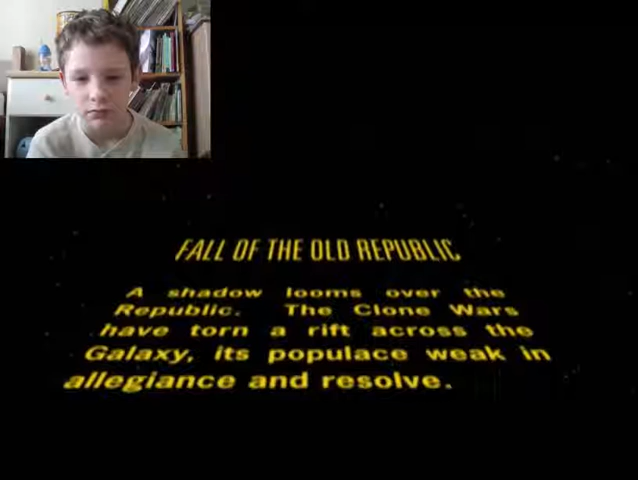 FALL OF THE OLD REPUBLIC
A shadow looms over the
Republic. The Clone Wars
have torn a rift across the
Galaxy, its populace weak in
allegiance and resolve.